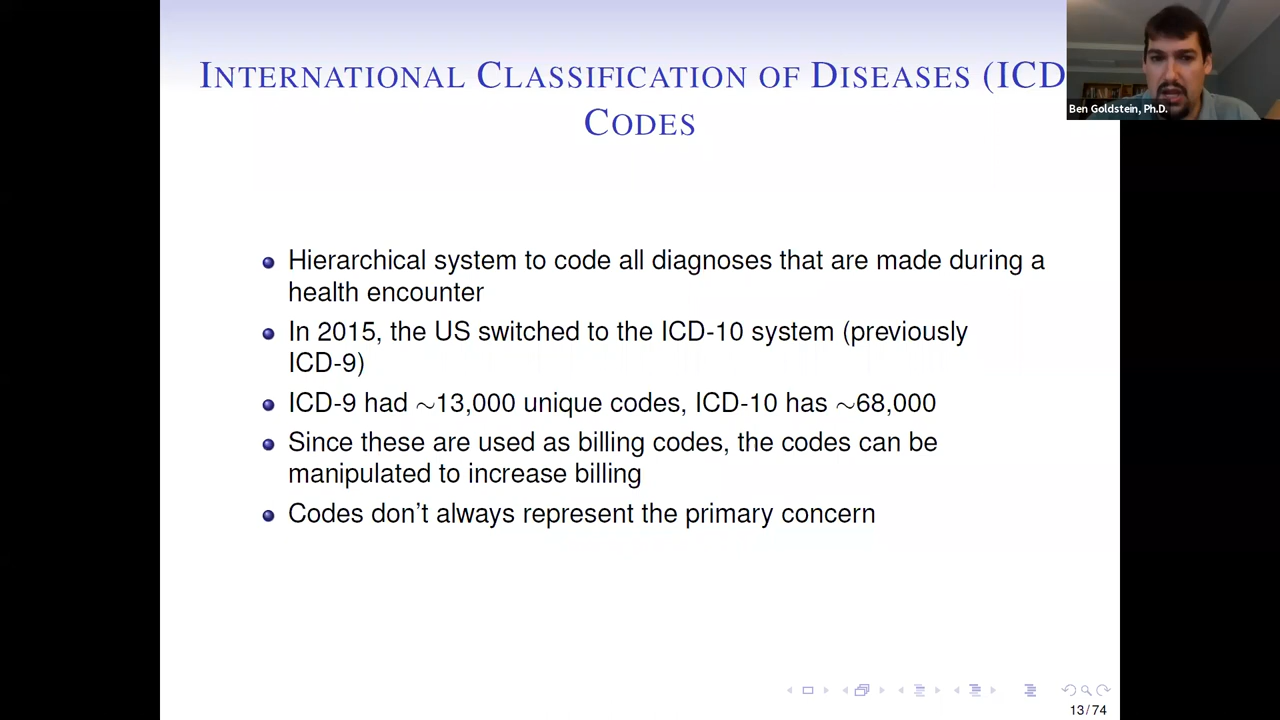 INTERNATIONAL CLASSIFICATION OF DISEASES (ICD
CODES
Ben Goldstein, Ph.D.
Hierarchical system to code all diagnoses that are made during a
health encounter
In 2015, the US switched to the ICD-10 system (previously
ICD-9)
ICD-9 had ∼13,000 unique codes, ICD-10 has ∼68,000
Since these are used as billing codes, the codes can be
manipulated to increase billing
Codes don't always represent the primary concern
13/74